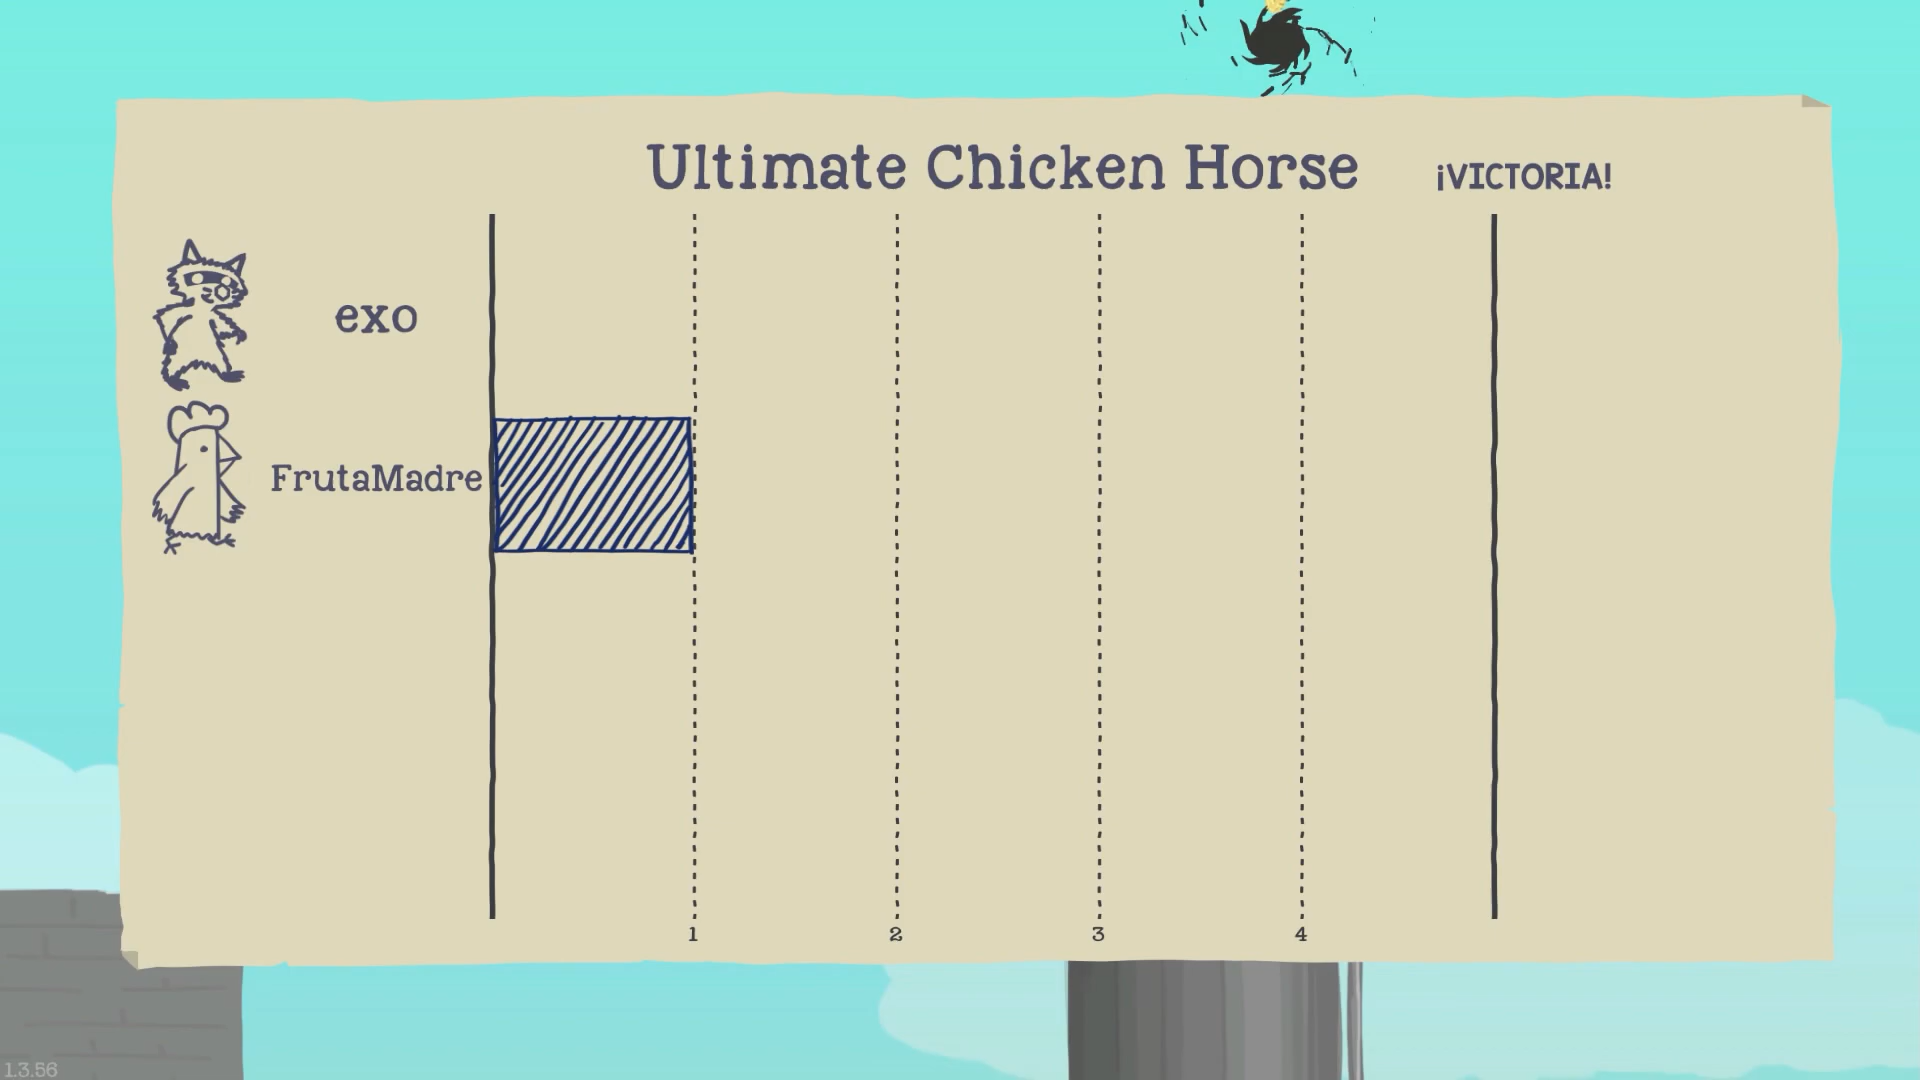 Ultimate Chicken Horse
¡VICTORIA!
exo
FrutaMadre
1 2 3 4
1.3.56